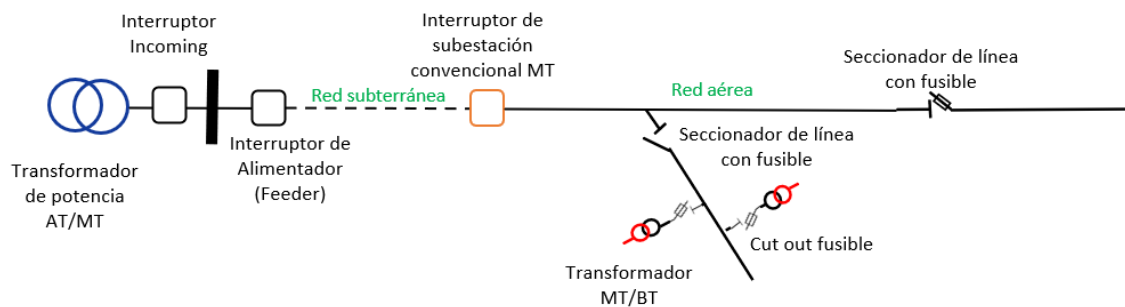 Interruptor
Incoming
Interruptor de
subestación
convencional MT
Seccionador de línea
con fusible
Red subterránea
Red aérea
Transformador
de potencia
AT/MT
Interruptor de
Alimentador
(Feeder)
Seccionador de línea
con fusible
Cut out fusible
Transformador
MT/BT